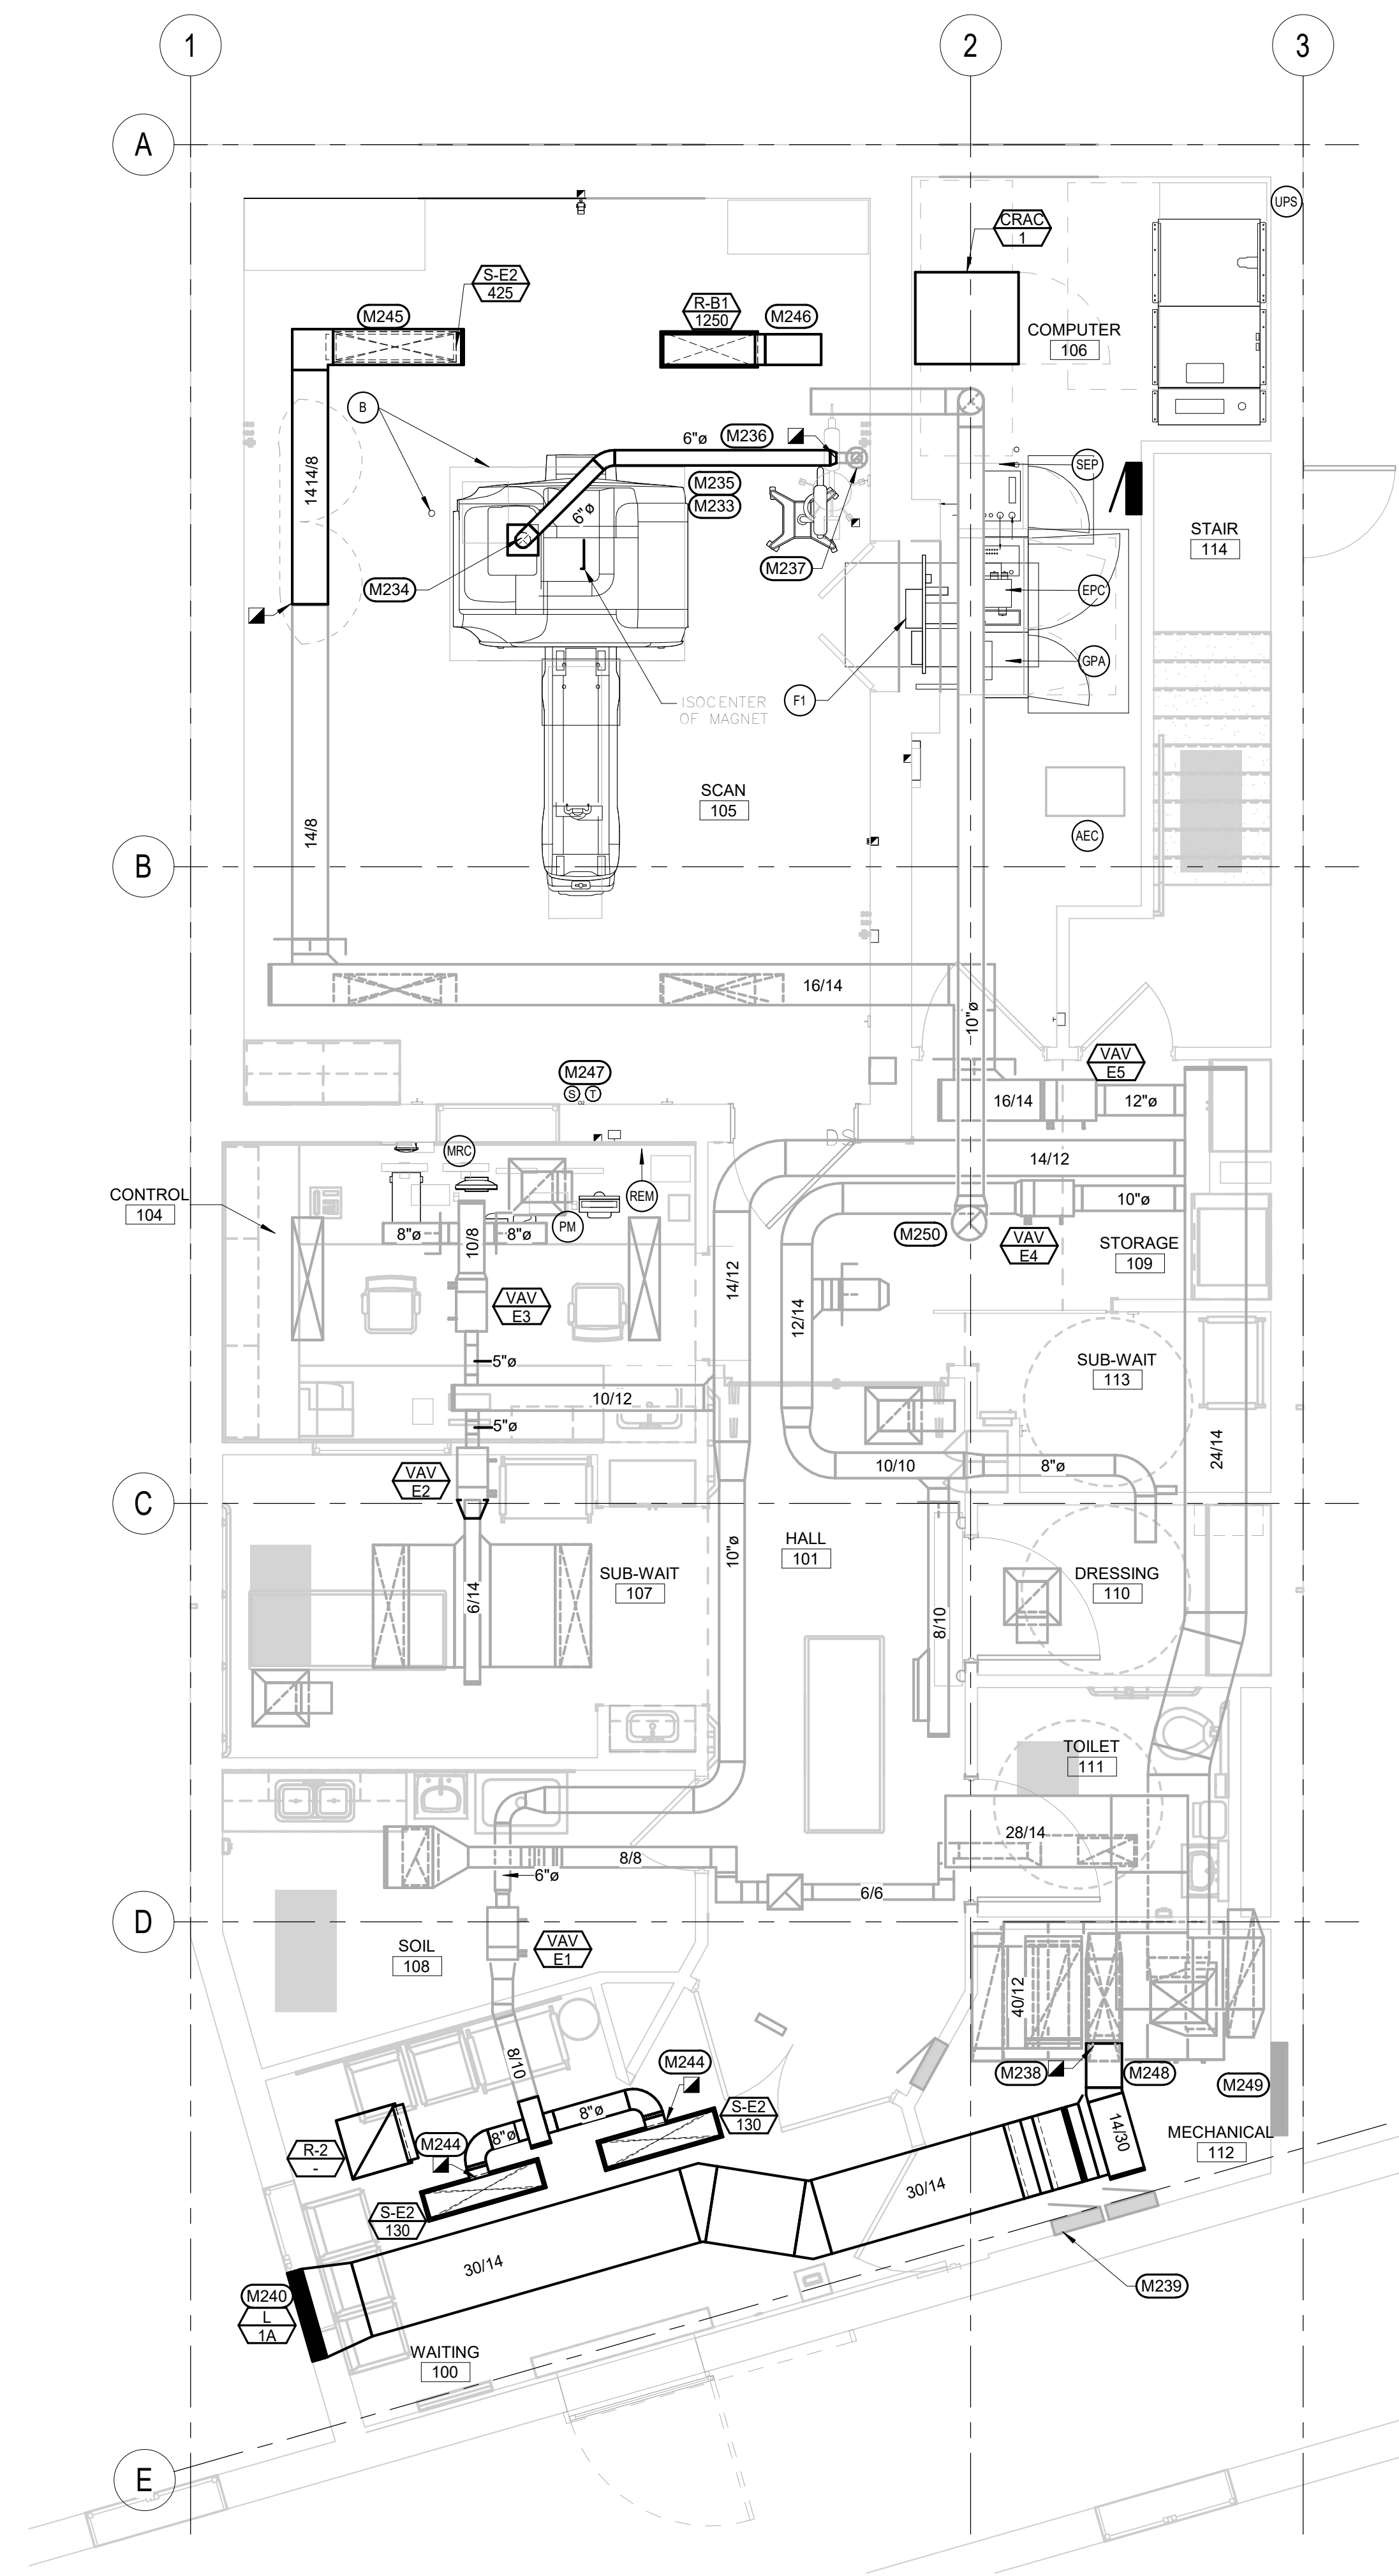 1
2
3
A
UPS
CRAC
1
S-E2
425
R-B1
1250
M245
M246
COMPUTER
106
B
6"ø
M236
SEP
M235
M233
1414/8
6"ø
STAIR
114
M237
M234
EPC
GPA
F1
ISOCENTER
OF MAGNET
SCAN
105
14/8
AEC
B
16/14
10"ø
VAV
E5
M247
S
T
16/14
12"ø
DS
MRC
14/12
CONTROL
104
REM
10"ø
PM
8"ø
10/8
8"ø
M250
VAV
E4
STORAGE
109
14/12
VAV
E3
12/14
5"ø
SUB-WAIT
113
10/12
5"ø
24/14
VAV
E2
10/10
8"ø
C
HALL
101
10"ø
SUB-WAIT
107
DRESSING
110
6/14
8/10
TOILET
111
28/14
8/8
6"ø
6/6
D
SOIL
108
VAV
E1
40/12
8/10
M244
M238
M248
M249
8"ø
S-E2
130
14/30
8"ø
M244
R-2
-
MECHANICAL
112
30/14
S-E2
130
30/14
M240
L
1A
M239
WAITING
100
E